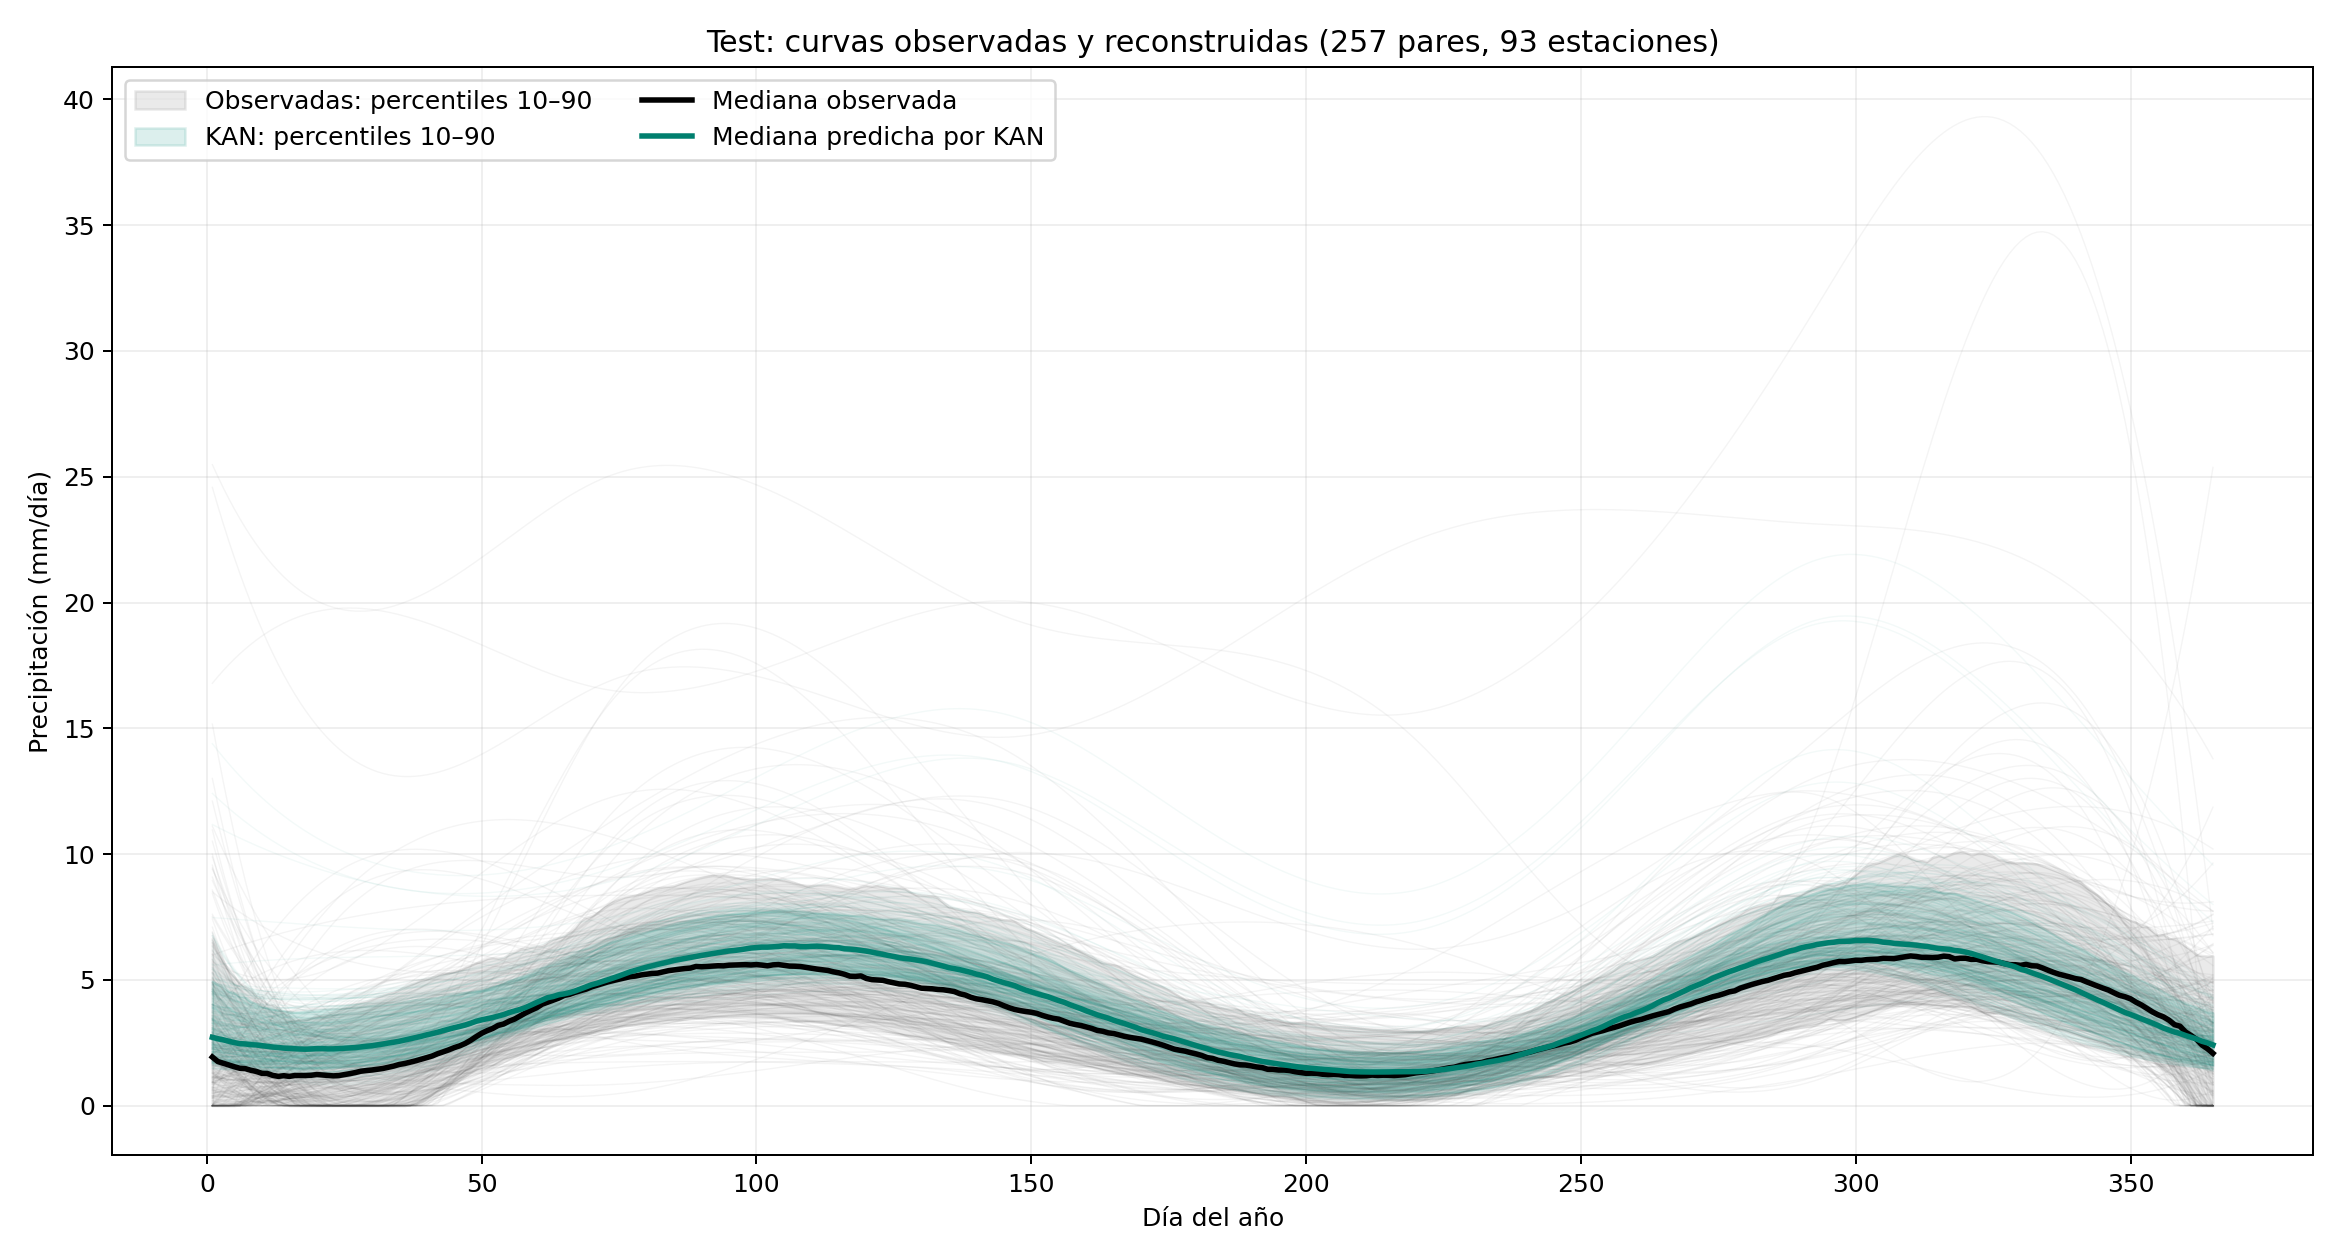 Test: curvas observadas y reconstruidas (257 pares, 93 estaciones)
Observadas: percentiles 10–90
KAN: percentiles 10–90
Mediana observada
Mediana predicha por KAN
Precipitación (mm/día)
40
35
30
25
20
15
10
5
0
0 50 100 150 200 250 300 350
Día del año